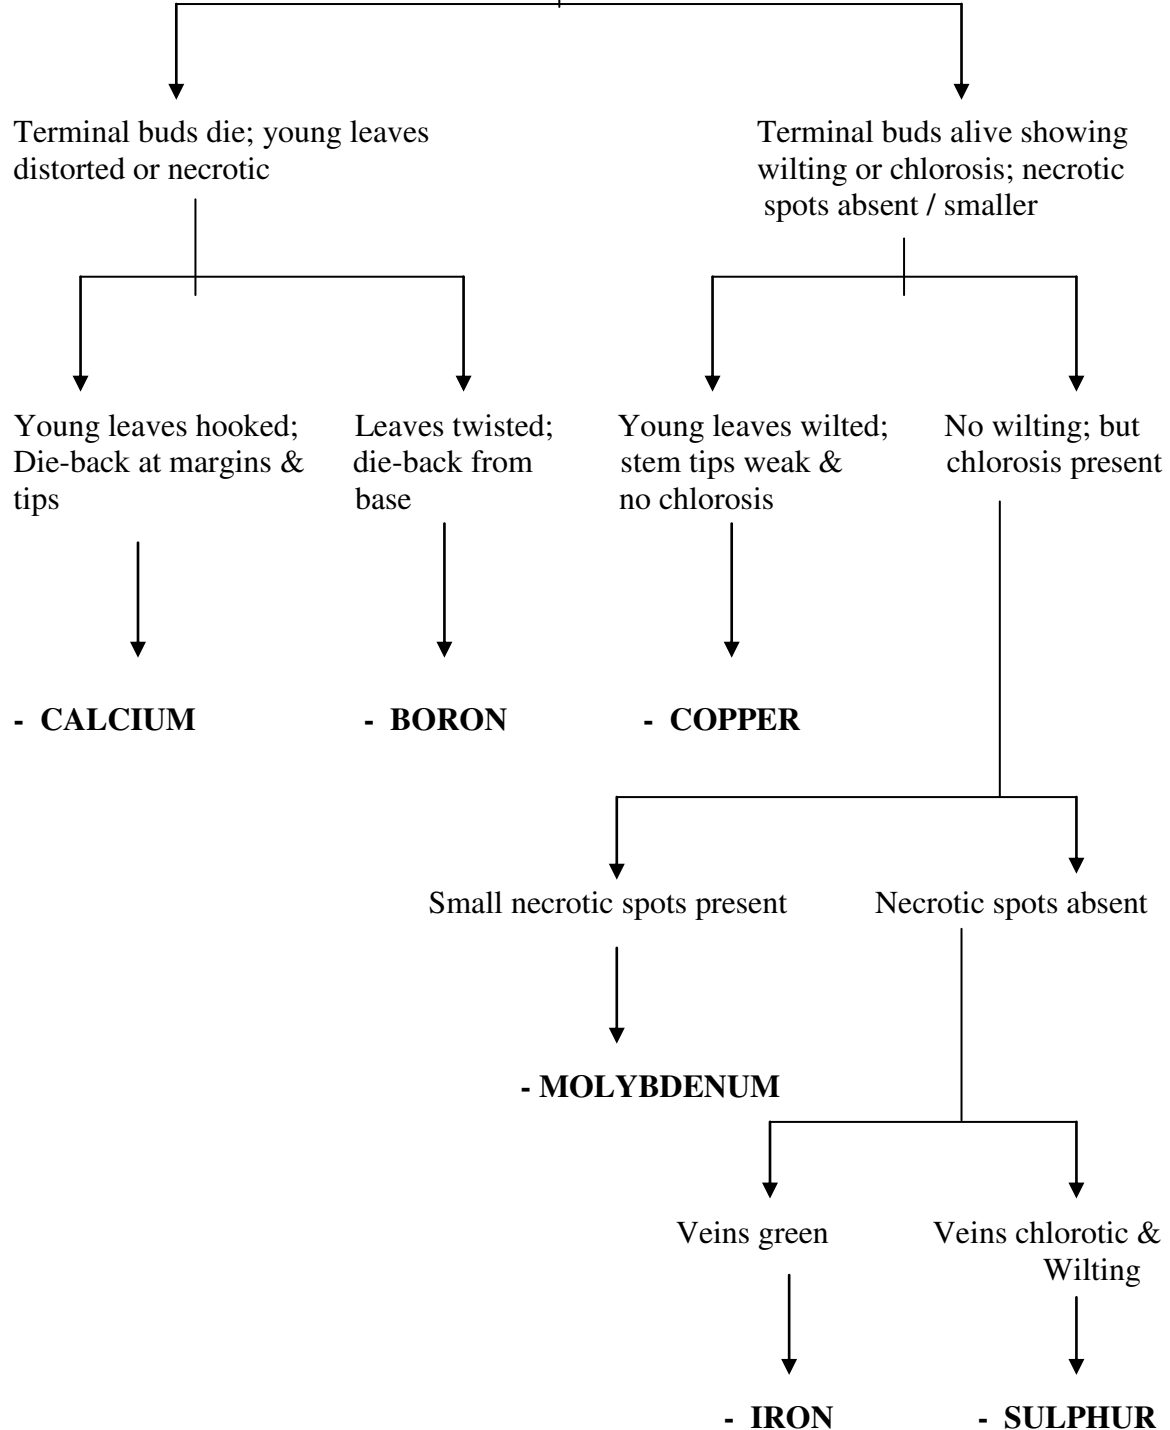 Terminal buds die; young leaves
distorted or necrotic
Terminal buds alive showing
wilting or chlorosis; necrotic
spots absent / smaller
Young leaves hooked;
Die-back at margins &
tips
Leaves twisted;
die-back from
base
Young leaves wilted;
stem tips weak &
no chlorosis
No wilting; but
chlorosis present
- CALCIUM
- BORON
- COPPER
Small necrotic spots present
Necrotic spots absent
- MOLYBDENUM
Veins green
Veins chlorotic &
Wilting
- IRON
- SULPHUR